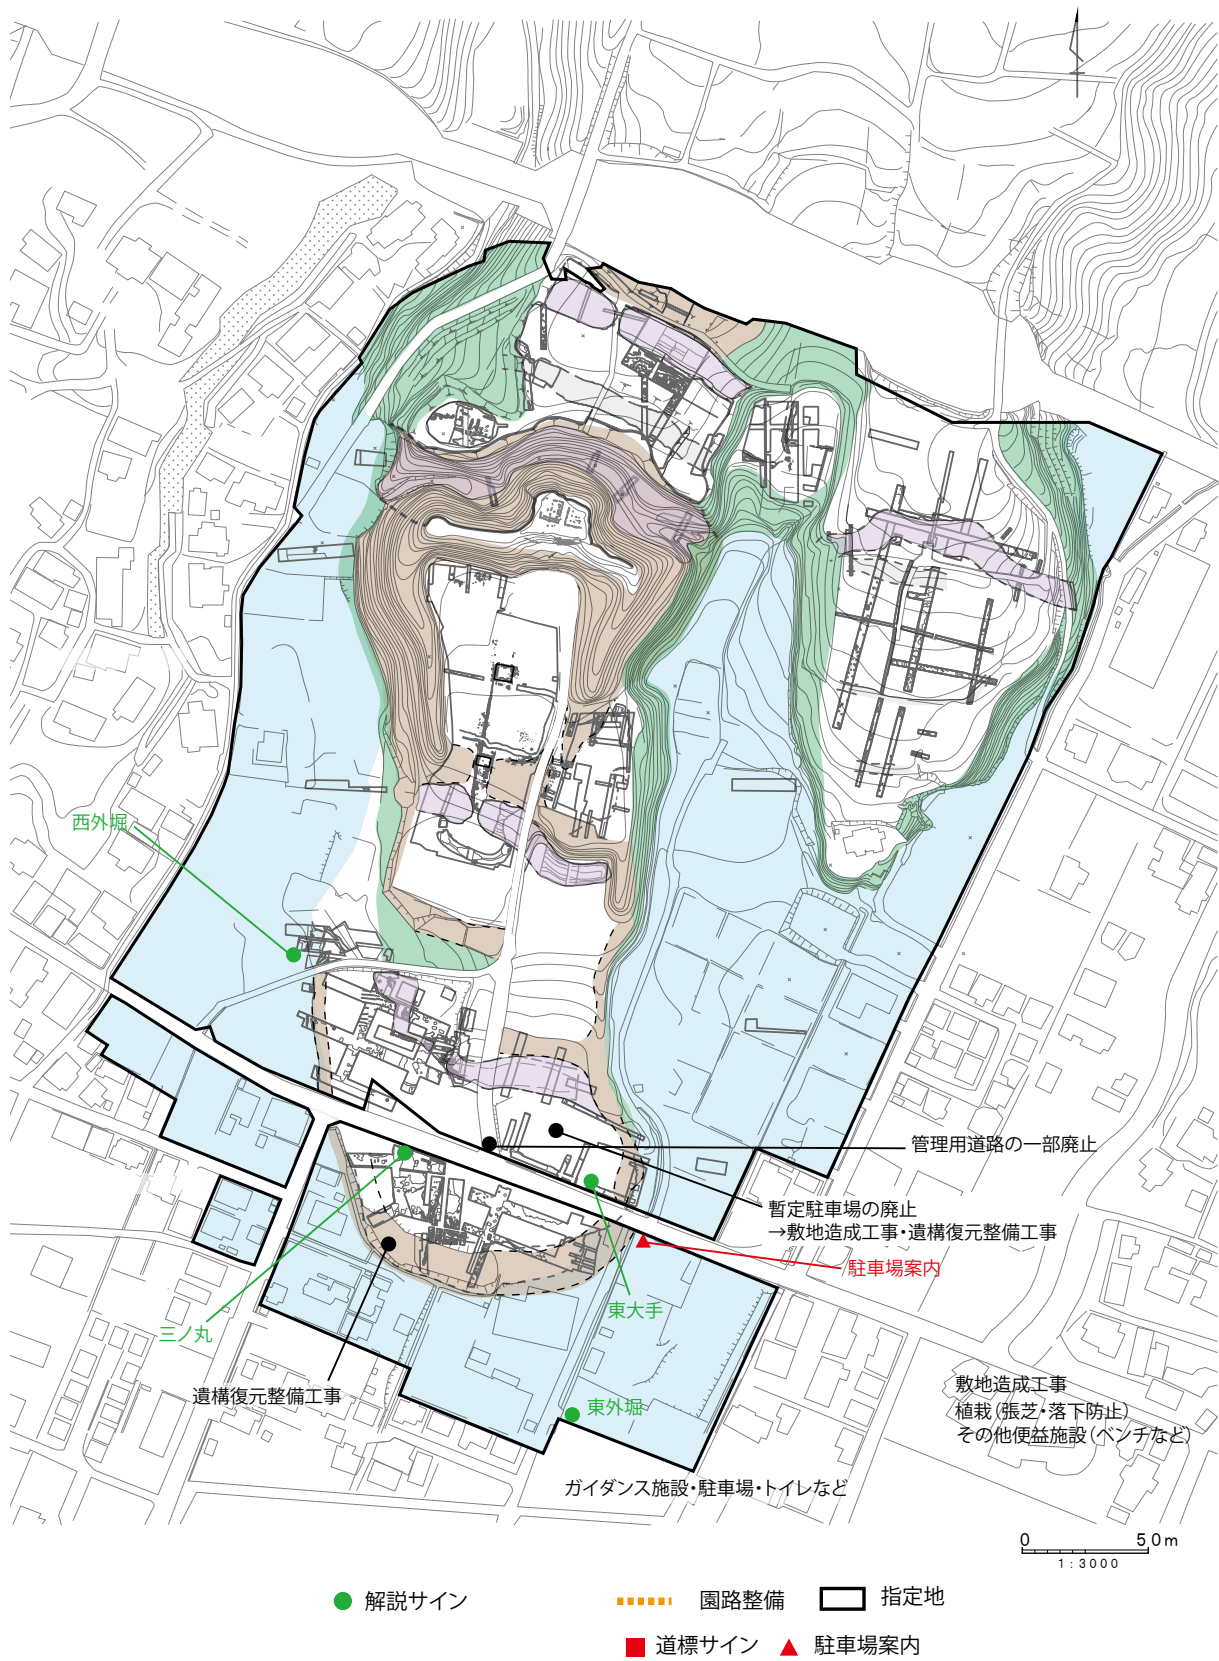 西外堀
管理用道路の一部廃止
暫定駐車場の廃止
→敷地造成工事・遺構復元整備工事
駐車場案内
東大手
三ノ丸
遺構復元整備工事
東外堀
敷地造成工事
植栽（張芝・落下防止）
その他便益施設（ベンチなど）
ガイダンス施設・駐車場・トイレなど
0 50m
1:3000
解説サイン
園路整備
指定地
道標サイン
駐車場案内